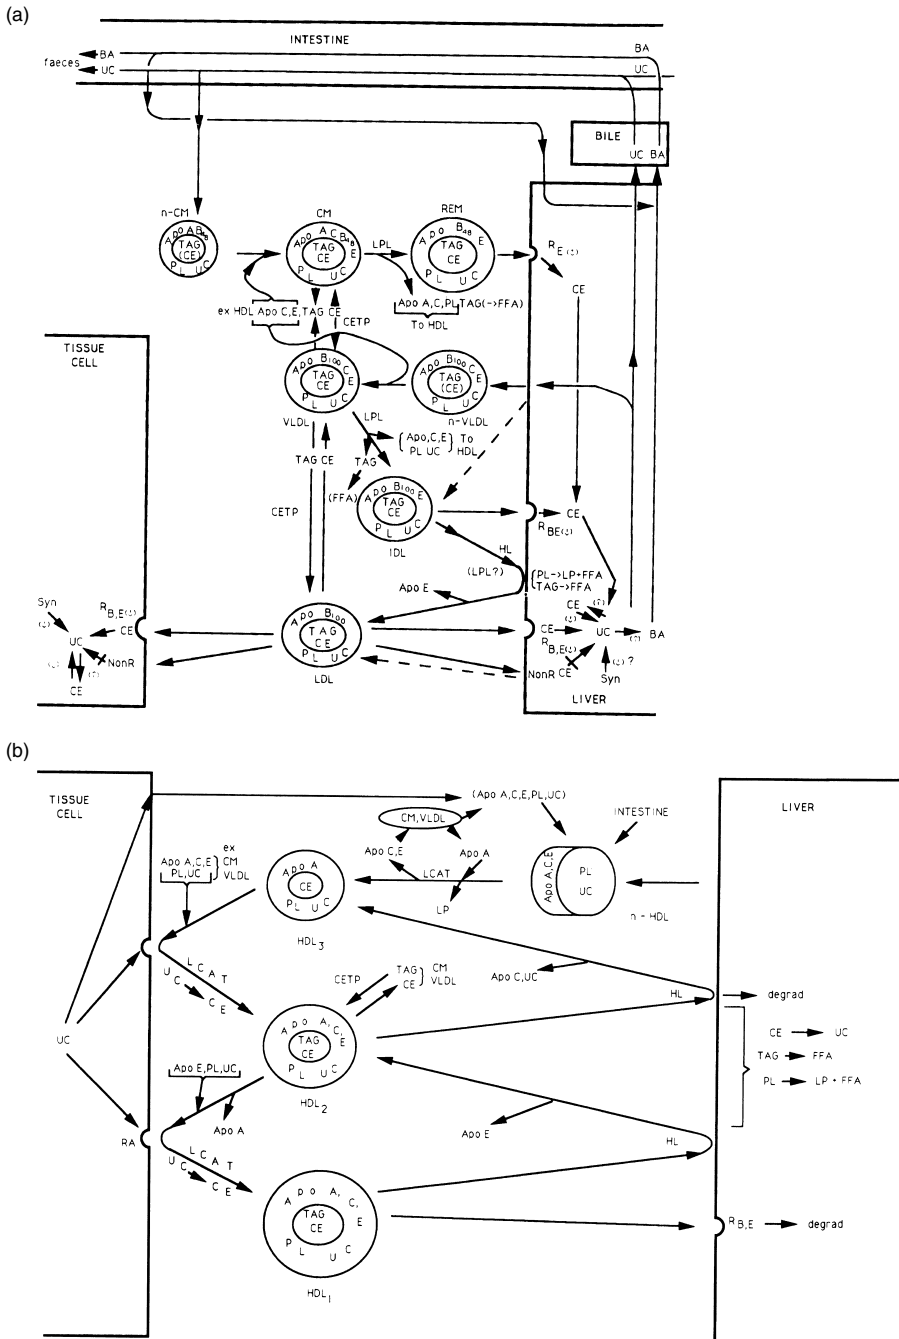 (a)
INTESTINE
BA
BA
faeces
UC
UC
BILE
UC BA
n-CM
CM
REM
APO A B48
TAG
(CE)
PL UC
APO A C B48 E
TAG
CE
PL UC
LPL
APO B48 E
TAG
CE
PL UC
RE(↓)
CE
ex HDL Apo C,E, TAG CE
CETP
Apo A,C,PL,TAG(->FFA)
To HDL
TISSUE
CELL
APO B100 C E
TAG
CE
PL UC
APO B100 C E
TAG
(CE)
PL UC
VLDL
n-VLDL
LPL
TAG CE
{Apo,C,E} To
PL UC HDL
TAG
(FFA)
CETP
APO B100 E
TAG
CE
PL UC
IDL
CE
RBE(↓)
HL
(LPL?)
{PL->LP+FFA
TAG->FFA
Apo E
Syn
RB,E(↓)
CE
UC
NonR
CE
APO B100
TAG
CE
PL UC
LDL
CE
CE
UC
BA
RB,E(↓)
NonR CE
Syn
(↓)?
LIVER
(b)
TISSUE
CELL
(Apo A,C,E,PL,UC)
INTESTINE
LIVER
CM,VLDL
Apo A,C,E
PL,UC
ex
CM
VLDL
Apo C,E
Apo A
LCAT
LP
APO A
CE
PL UC
HDL3
Apo A,C,E
PL
UC
n - HDL
LCAT
UC CE
CETP
TAG
CE
CM
VLDL
Apo C,UC
HL
degrad
UC
APO A,C,E
TAG
CE
PL UC
HDL2
CE UC
TAG FFA
PL LP + FFA
Apo E,PL,UC
Apo A
Apo E
RA
LCAT
UC CE
HL
APO A,C,E
TAG
CE
PL UC
HDL1
RB,E degrad